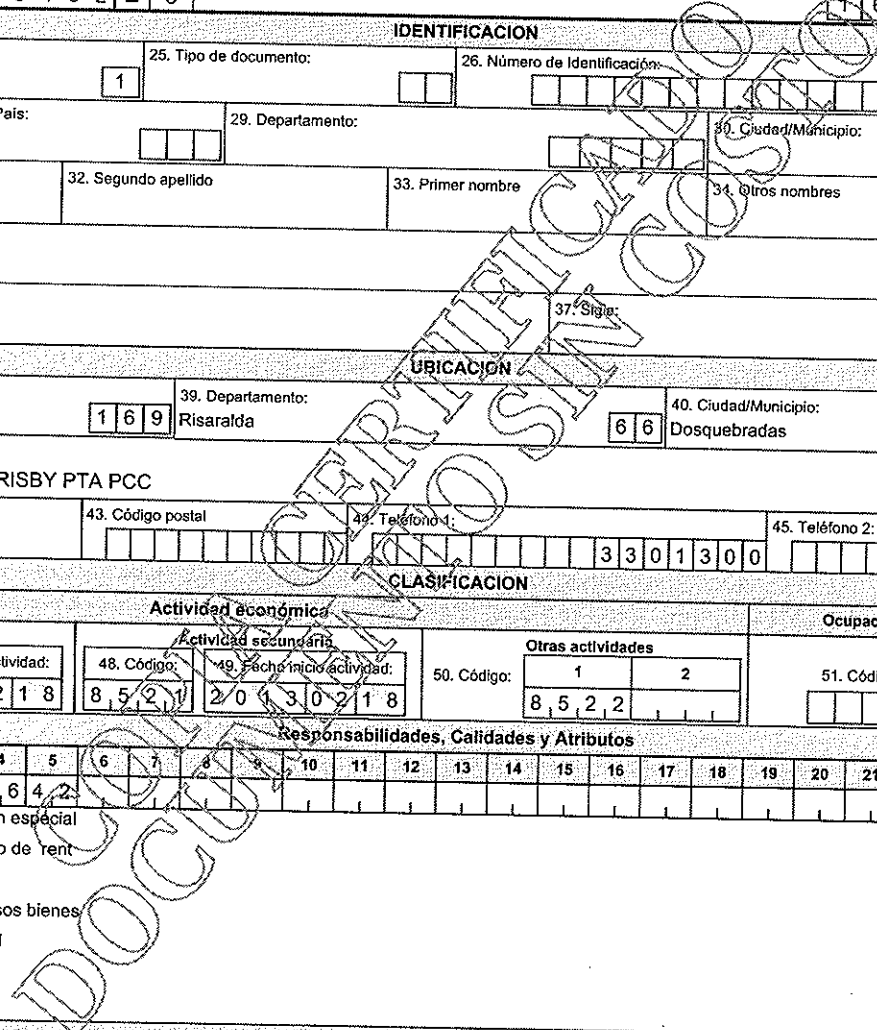 IDENTIFICACION
25. Tipo de documento:
26. Número de Identificación:
1
País:
29. Departamento:
30. Ciudad/Municipio:
32. Segundo apellido
33. Primer nombre
34. Otros nombres
37. Sigla:
UBICACION
39. Departamento:
40. Ciudad/Municipio:
1 6 9
Risaralda
6 6
Dosquebradas
RISBY PTA PCC
43. Código postal
44. Teléfono 1:
3 3 0 1 3 0 0
45. Teléfono 2:
CLASIFICACION
Actividad económica
Ocupac
Actividad secundaria
Otras actividades
tividad:
48. Código:
49. Fecha inicio actividad:
50. Código:
1
2
51. Códi
2 1 8
8 5 2 1
2 0 3 0 2 1 8
8 5 2 2
Responsabilidades, Calidades y Atributos
4 5 6 7 8 9 10 11 12 13 14 15 16 17 18 19 20 21
6 4 2
n especial
o de rent
sos bienes
COPIA CERTIFICADO
DOCUMENTO SIN COSTO